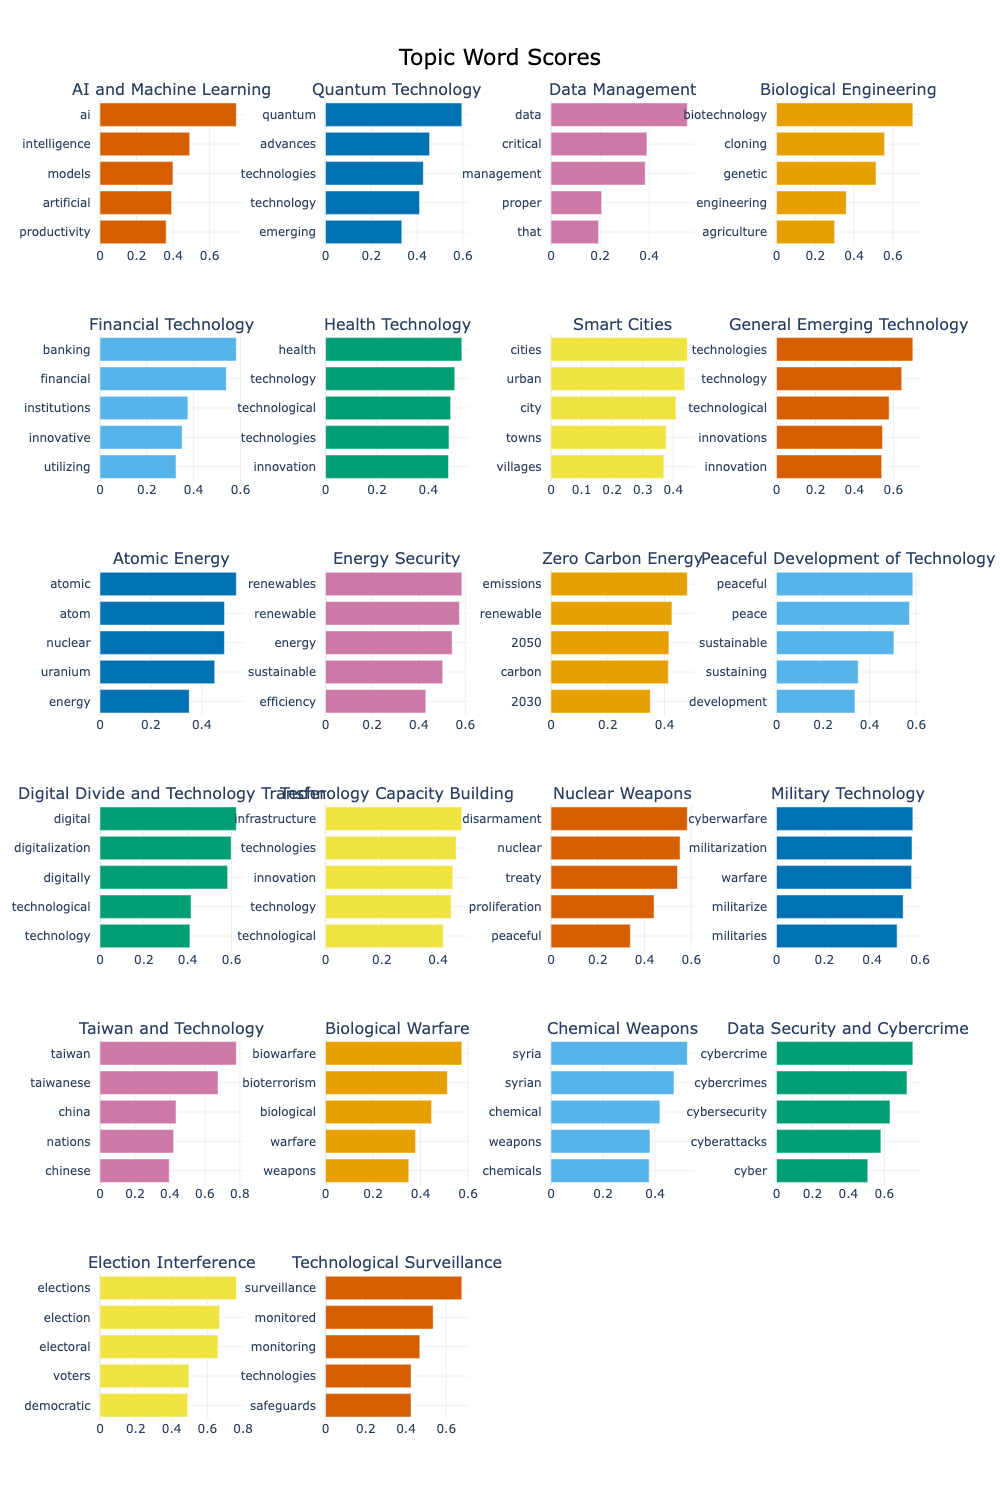 Topic Word Scores
AI and Machine Learning
ai
intelligence
models
artificial
productivity
0 0.2 0.4 0.6
Quantum Technology
quantum
advances
technologies
technology
emerging
0 0.2 0.4 0.6
Data Management
data
critical
management
proper
that
0 0.2 0.4
Biological Engineering
biotechnology
cloning
genetic
engineering
agriculture
0 0.2 0.4 0.6
Financial Technology
banking
financial
institutions
innovative
utilizing
0 0.2 0.4 0.6
Health Technology
health
technology
technological
technologies
innovation
0 0.2 0.4
Smart Cities
cities
urban
city
towns
villages
0 0.1 0.2 0.3 0.4
General Emerging Technology
technologies
technology
technological
innovations
innovation
0 0.2 0.4 0.6
Atomic Energy
atomic
atom
nuclear
uranium
energy
0 0.2 0.4
Energy Security
renewables
renewable
energy
sustainable
efficiency
0 0.2 0.4 0.6
Zero Carbon Energy
emissions
renewable
2050
carbon
2030
0 0.2 0.4
Peaceful Development of Technology
peaceful
peace
sustainable
sustaining
development
0 0.2 0.4 0.6
Digital Divide and Technology Transfer
digital
digitalization
digitally
technological
technology
0 0.2 0.4 0.6
Technology Capacity Building
infrastructure
technologies
innovation
technology
technological
0 0.2 0.4
Nuclear Weapons
disarmament
nuclear
treaty
proliferation
peaceful
0 0.2 0.4 0.6
Military Technology
cyberwarfare
militarization
warfare
militarize
militaries
0 0.2 0.4 0.6
Taiwan and Technology
taiwan
taiwanese
china
nations
chinese
0 0.2 0.4 0.6 0.8
Biological Warfare
biowarfare
bioterrorism
biological
warfare
weapons
0 0.2 0.4 0.6
Chemical Weapons
syria
syrian
chemical
weapons
chemicals
0 0.2 0.4
Data Security and Cybercrime
cybercrime
cybercrimes
cybersecurity
cyberattacks
cyber
0 0.2 0.4 0.6
Election Interference
elections
election
electoral
voters
democratic
0 0.2 0.4 0.6 0.8
Technological Surveillance
surveillance
monitored
monitoring
technologies
safeguards
0 0.2 0.4 0.6